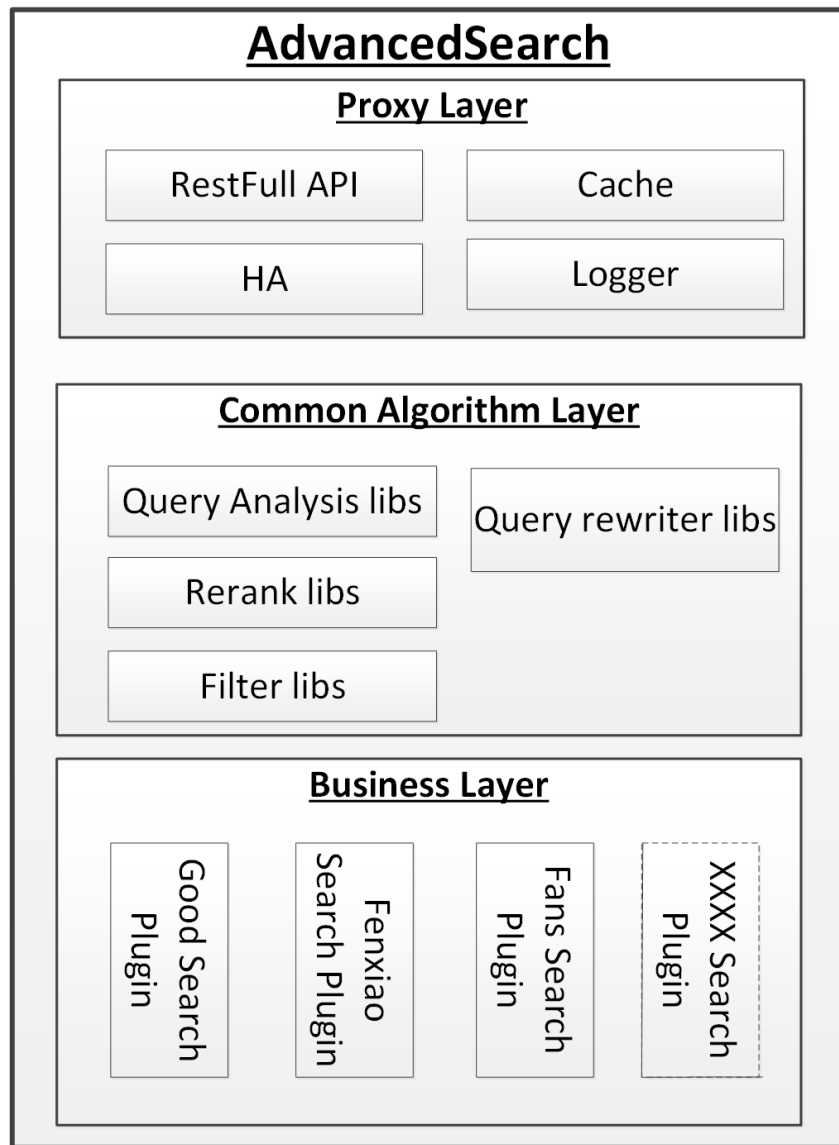 AdvancedSearch
Proxy Layer
RestFull API
Cache
HA
Logger
Common Algorithm Layer
Query Analysis libs
Query rewriter libs
Rerank libs
Filter libs
Business Layer
Good Search
Plugin
Fenxiao
Search Plugin
Fans Search
Plugin
XXXX Search
Plugin